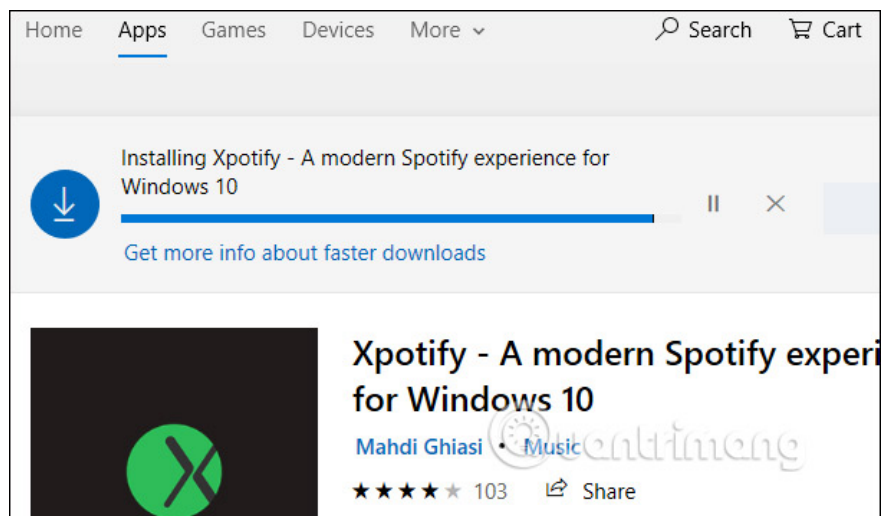 Home Apps Games Devices More Search Cart
Installing Xpotify - A modern Spotify experience for
Windows 10
Get more info about faster downloads
Xpotify - A modern Spotify experi
for Windows 10
Mahdi Ghiasi • Music
Quantrimang
103 Share